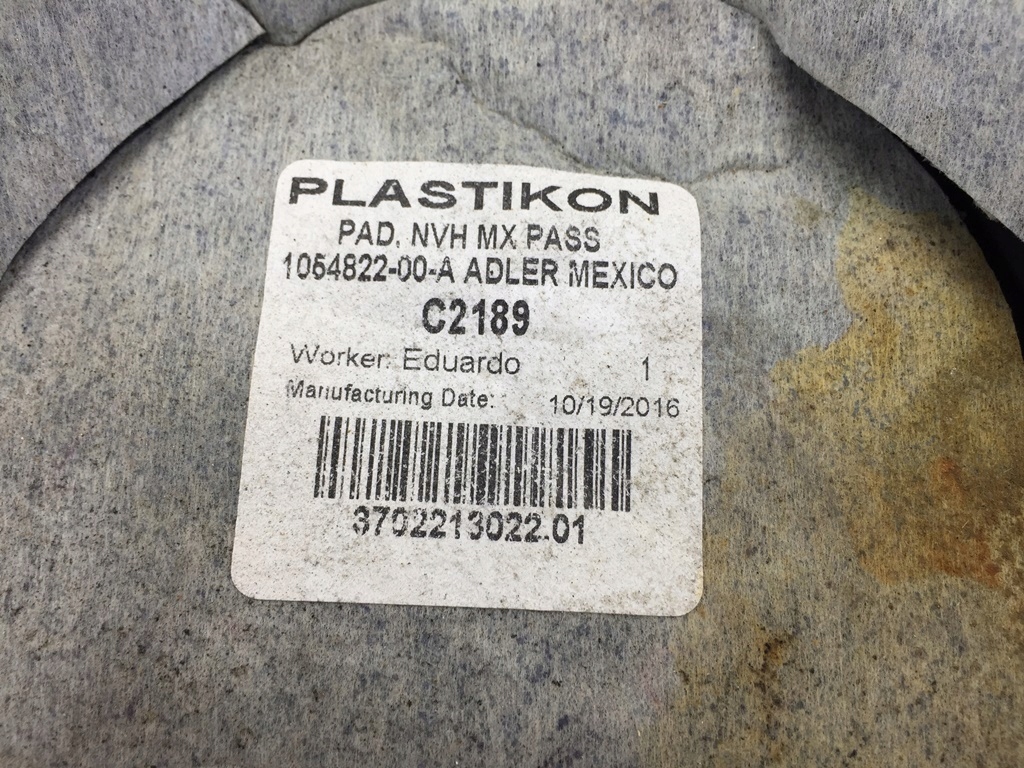 PLASTIKON
PAD, NVH MX PASS
1054822-00-A ADLER MEXICO
C2189
Worker: Eduardo 1
Manufacturing Date: 10/19/2016
3702213022-01